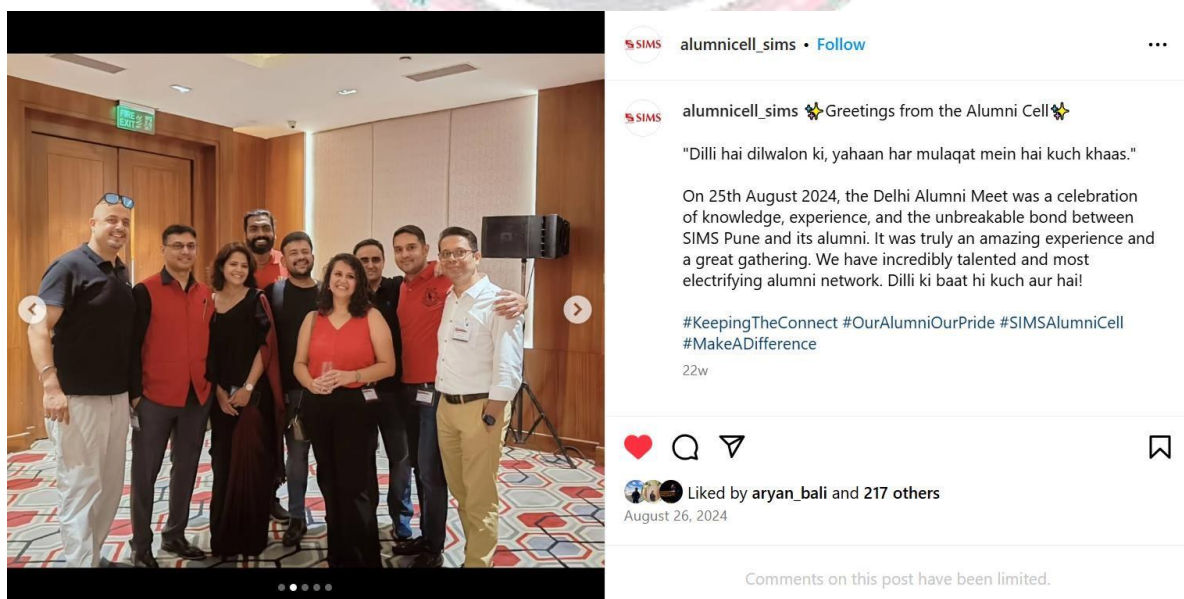 FIRE
EXIT
SIMS
alumnicell_sims • Follow
SIMS
alumnicell_sims ✨Greetings from the Alumni Cell✨
"Dilli hai dilwalon ki, yahaan har mulaqat mein hai kuch khaas."
On 25th August 2024, the Delhi Alumni Meet was a celebration
of knowledge, experience, and the unbreakable bond between
SIMS Pune and its alumni. It was truly an amazing experience and
a great gathering. We have incredibly talented and most
electrifying alumni network. Dilli ki baat hi kuch aur hai!
#KeepingTheConnect #OurAlumniOurPride #SIMSAlumniCell
#MakeADifference
22w
Liked by aryan_bali and 217 others
August 26, 2024
Comments on this post have been limited.